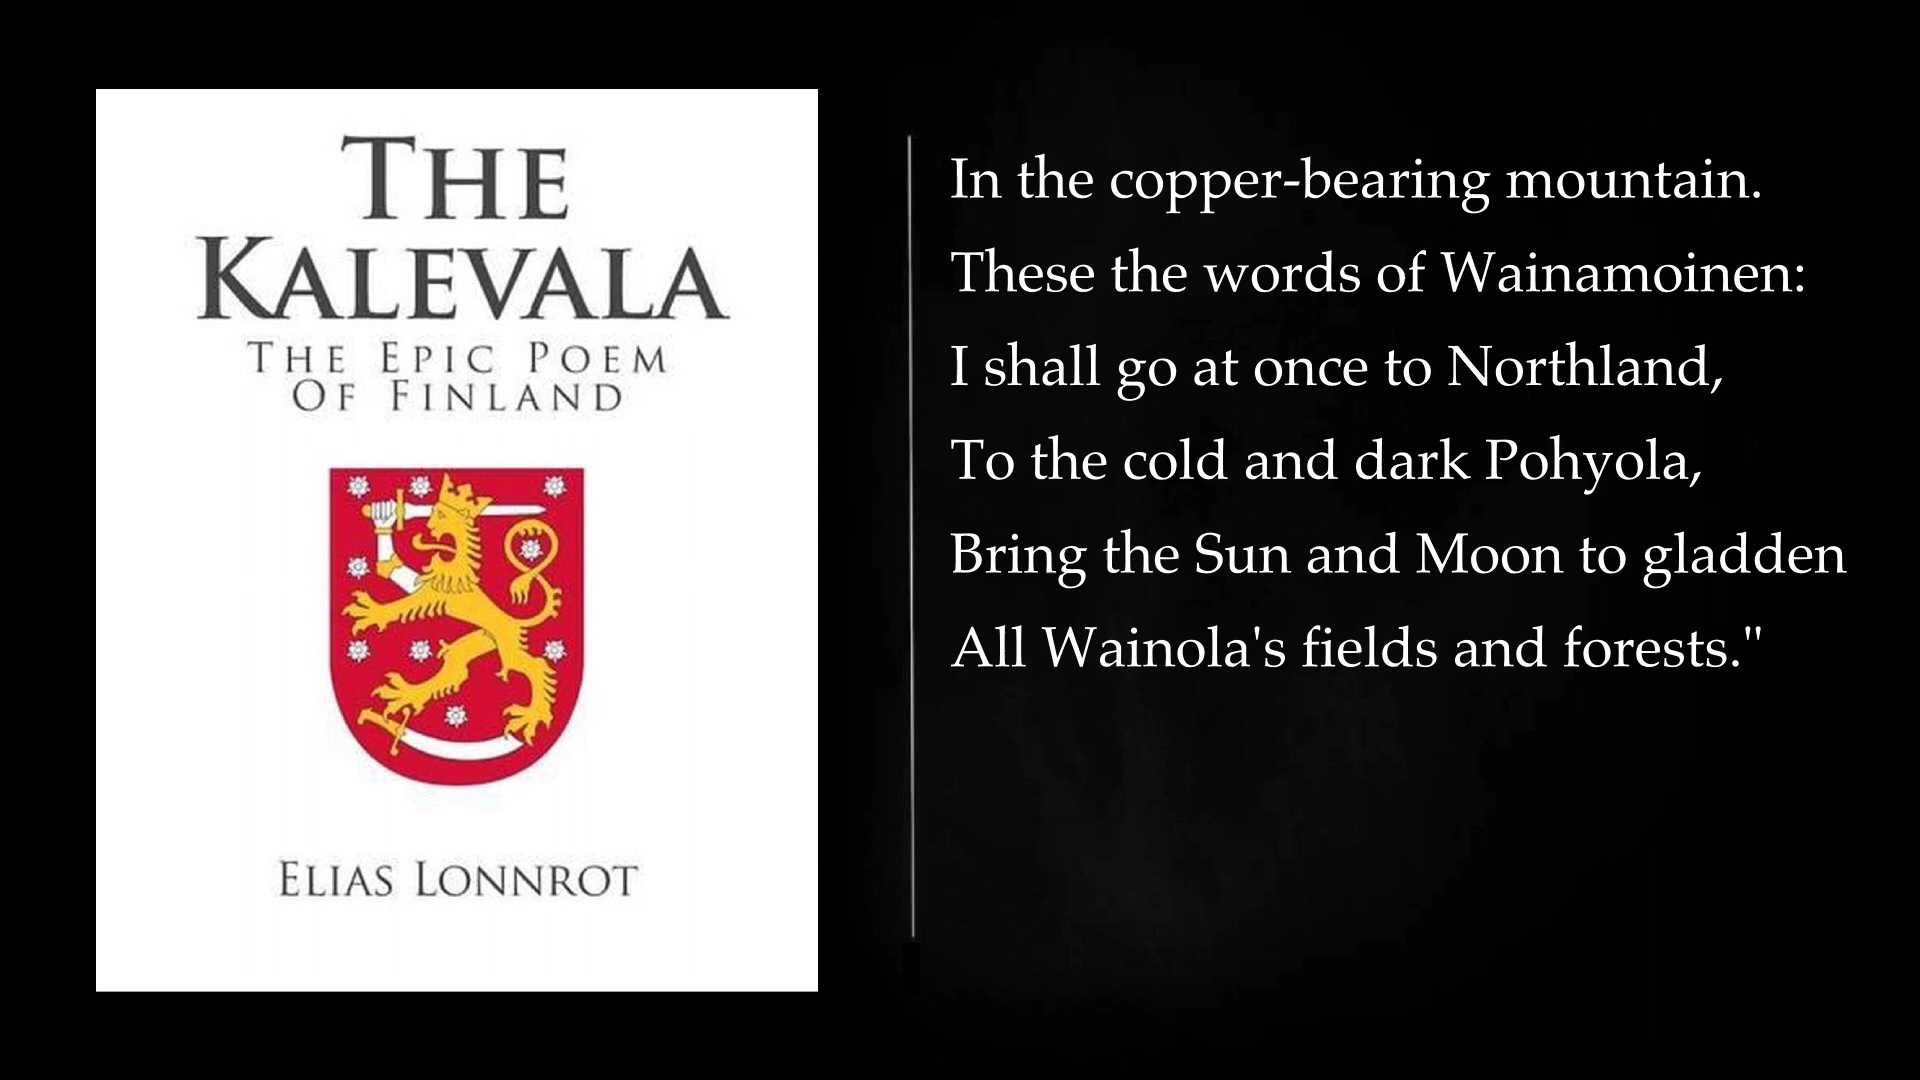 THE
KALEVALA
THE EPIC POEM
OF FINLAND
ELIAS LONNROT
In the copper-bearing mountain.
These the words of Wainamoinen:
I shall go at once to Northland,
To the cold and dark Pohyola,
Bring the Sun and Moon to gladden
All Wainola's fields and forests."